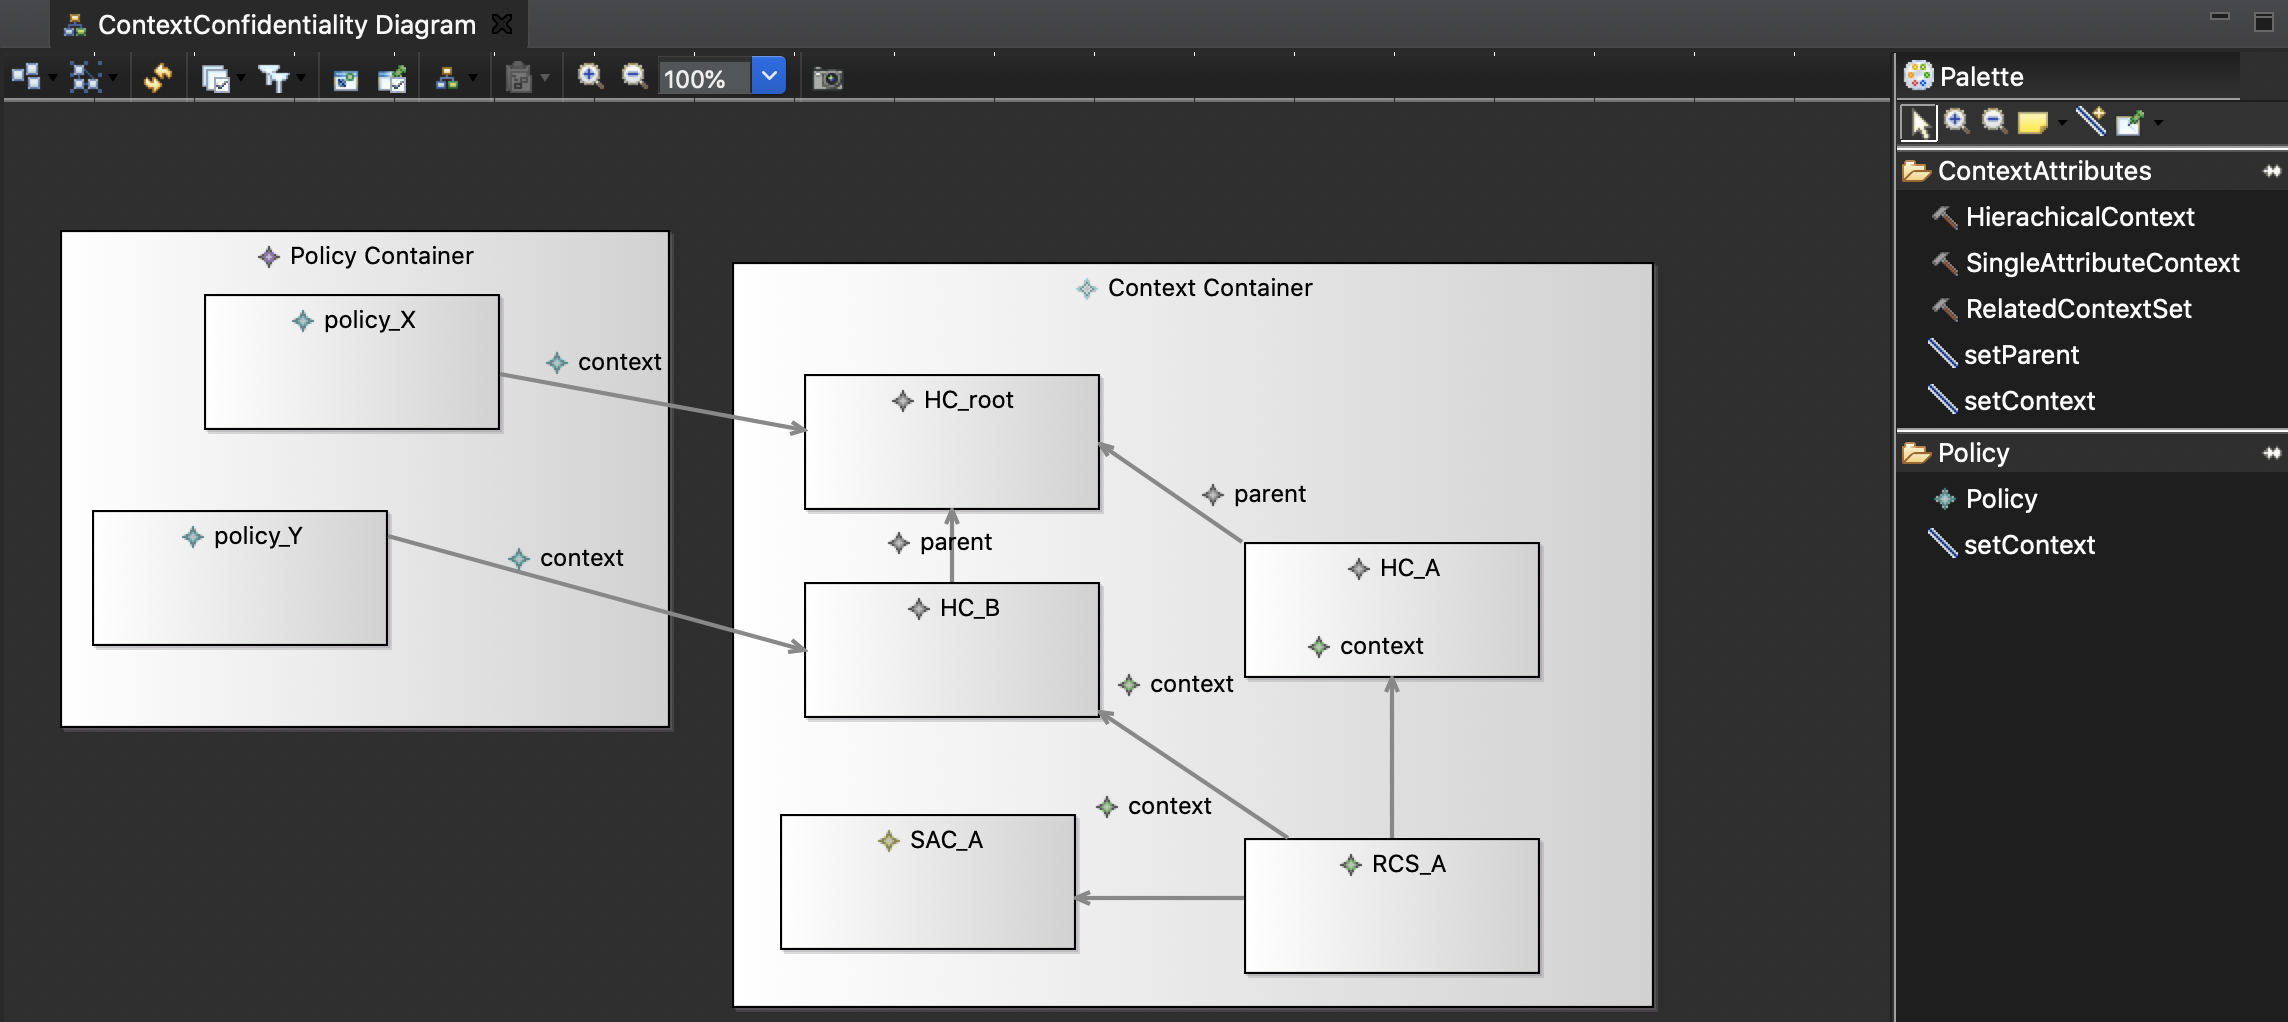 ContextConfidentiality Diagram
100%
Policy Container
policy_X
context
policy_Y
context
Context Container
HC_root
parent
parent
HC_A
HC_B
context
context
context
SAC_A
RCS_A
Palette
ContextAttributes
HierachicalContext
SingleAttributeContext
RelatedContextSet
setParent
setContext
Policy
Policy
setContext